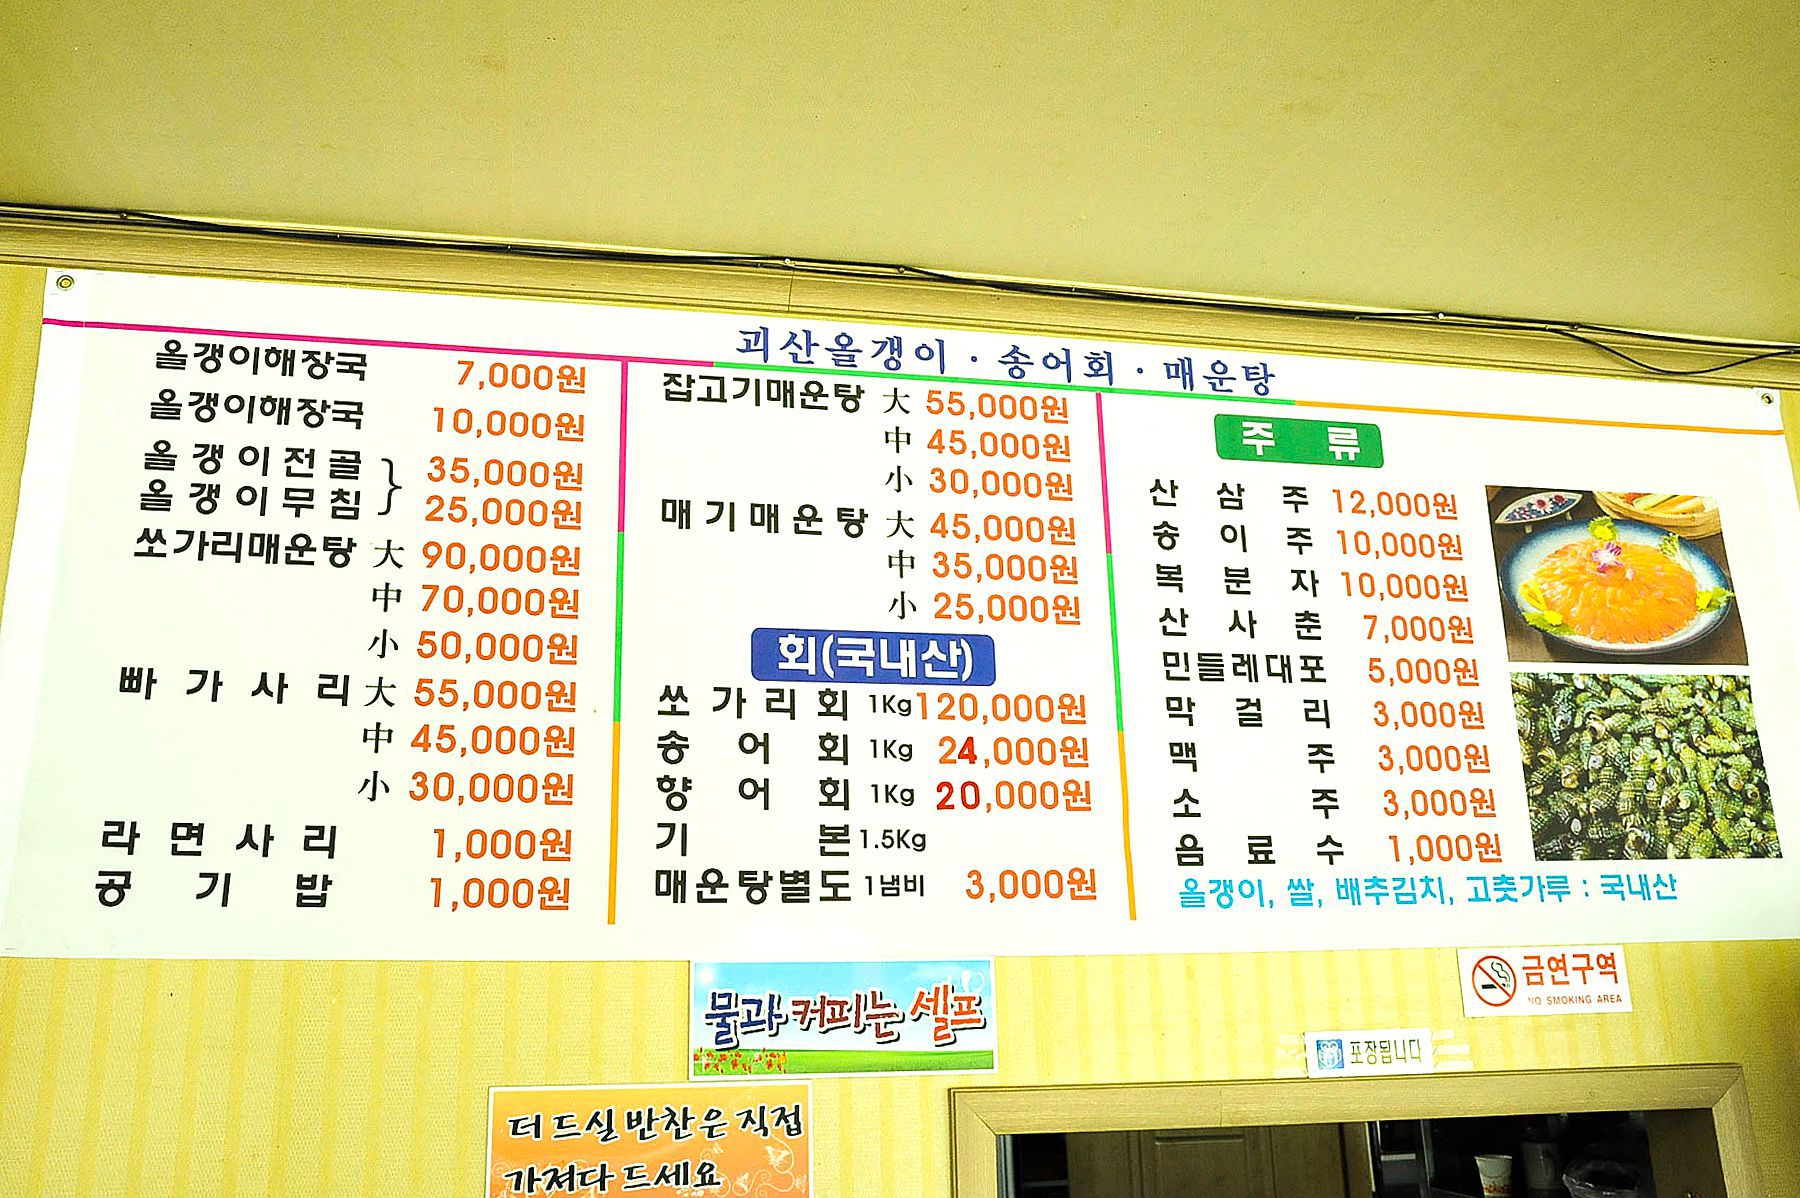 괴산올갱이 · 송어회 · 매운탕
올갱이해장국 7,000원
올갱이해장국 10,000원
올갱이전골 35,000원
올갱이무침 25,000원
쏘가리매운탕 大 90,000원
中 70,000원
小 50,000원
빠가사리 大 55,000원
中 45,000원
小 30,000원
라면사리 1,000원
공기밥 1,000원
잡고기매운탕 大 55,000원
中 45,000원
小 30,000원
매기매운탕 大 45,000원
中 35,000원
小 25,000원
회(국내산)
쏘가리회 1Kg 120,000원
송어회 1Kg 24,000원
향어회 1Kg 20,000원
기본 1.5Kg
매운탕별도 1냄비 3,000원
주류
산삼주 12,000원
송이주 10,000원
복분자 10,000원
산사춘 7,000원
민들레대포 5,000원
막걸리 3,000원
맥주 3,000원
소주 3,000원
음료수 1,000원
올갱이, 쌀, 배추김치, 고춧가루 : 국내산
물과 커피는 셀프
금연구역
NO SMOKING AREA
포장됩니다
더 드실 반찬은 직접
가져다 드세요